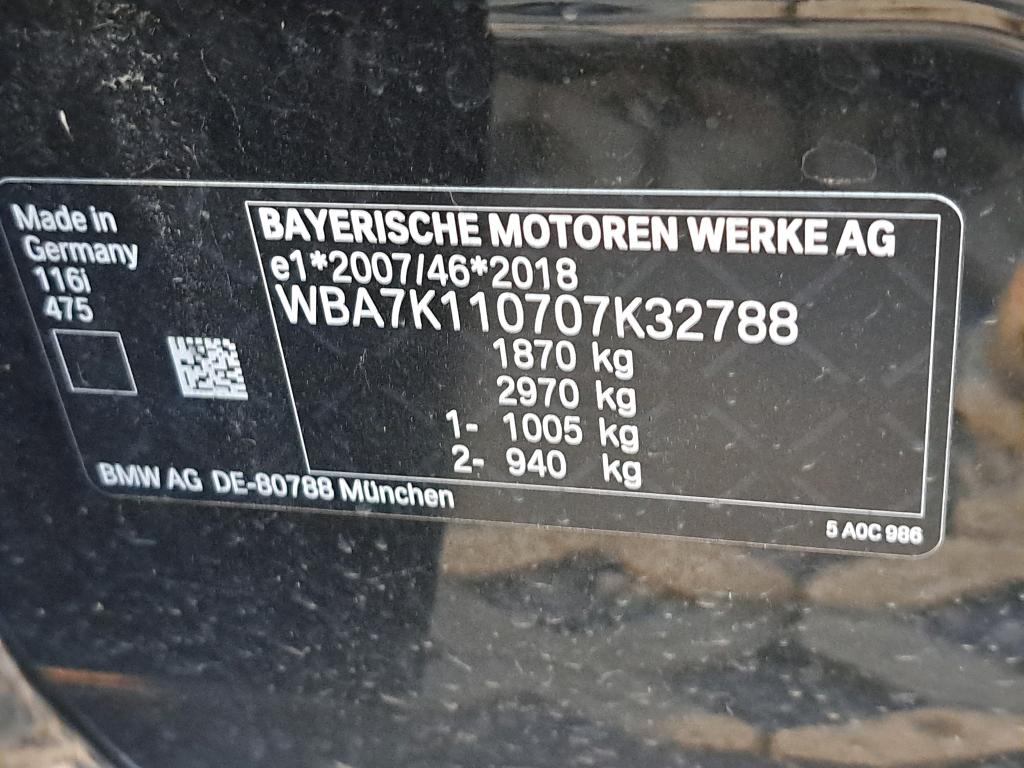 Made in
Germany
116i
475
BAYERISCHE MOTOREN WERKE AG
e1*2007/46*2018
WBA7K110707K32788
1870 kg
2970 kg
1- 1005 kg
2- 940 kg
BMW AG DE-80788 München
5 A0C 986